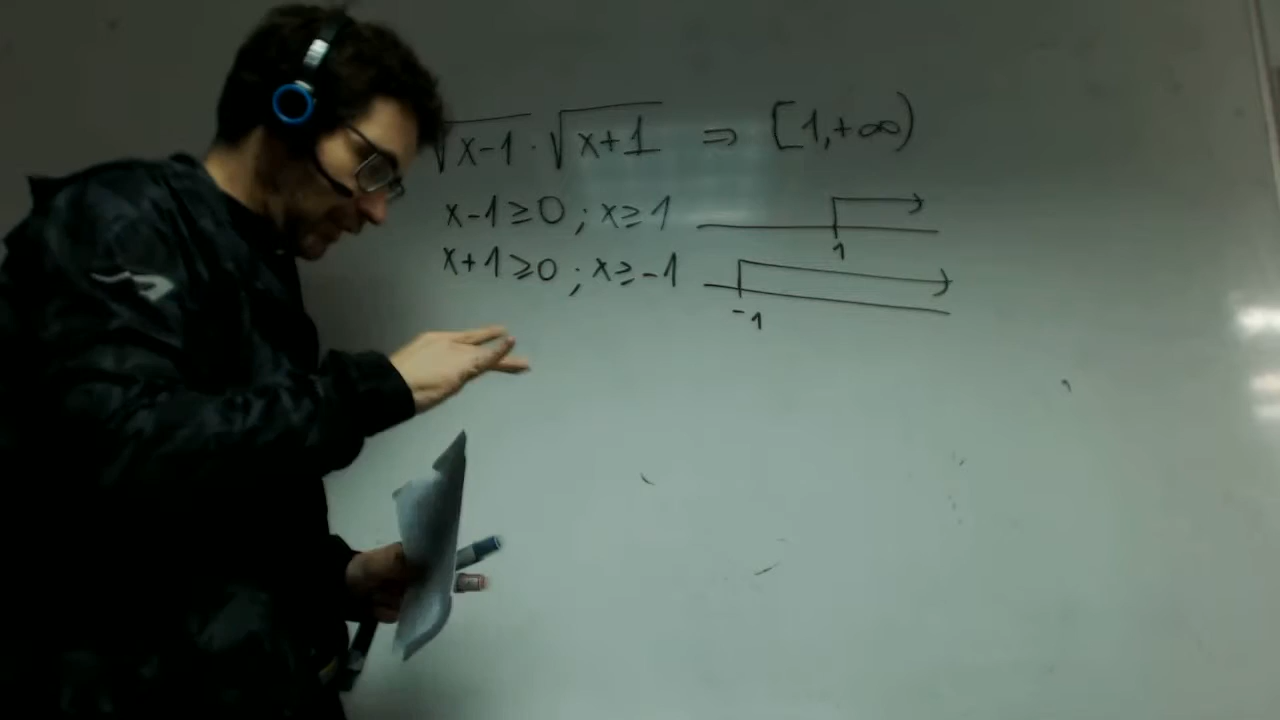 √x-1 · √x+1 ⇒ [1,+∞)
x-1≥0 ; x≥1
1
x+1≥0 ; x≥-1
-1